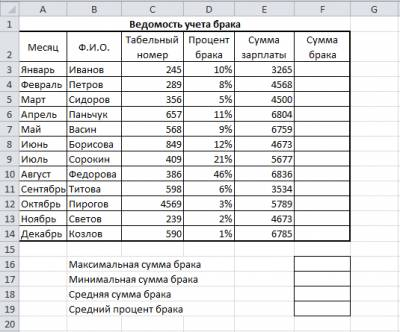 A B C D E F G
1 Ведомость учета брака
2 Месяц Ф.И.О. Табельный номер Процент брака Сумма зарплаты Сумма брака
3 Январь Иванов 245 10% 3265
4 Февраль Петров 289 8% 4568
5 Март Сидоров 356 5% 4500
6 Апрель Паньчук 657 11% 6804
7 Май Васин 568 9% 6759
8 Июнь Борисова 849 12% 4673
9 Июль Сорокин 409 21% 5677
10 Август Федорова 386 46% 6836
11 Сентябрь Титова 598 6% 3534
12 Октябрь Пирогов 4569 3% 5789
13 Ноябрь Светов 239 2% 4673
14 Декабрь Козлов 590 1% 6785
15
16 Максимальная сумма брака
17 Минимальная сумма брака
18 Средняя сумма брака
19 Средний процент брака
20